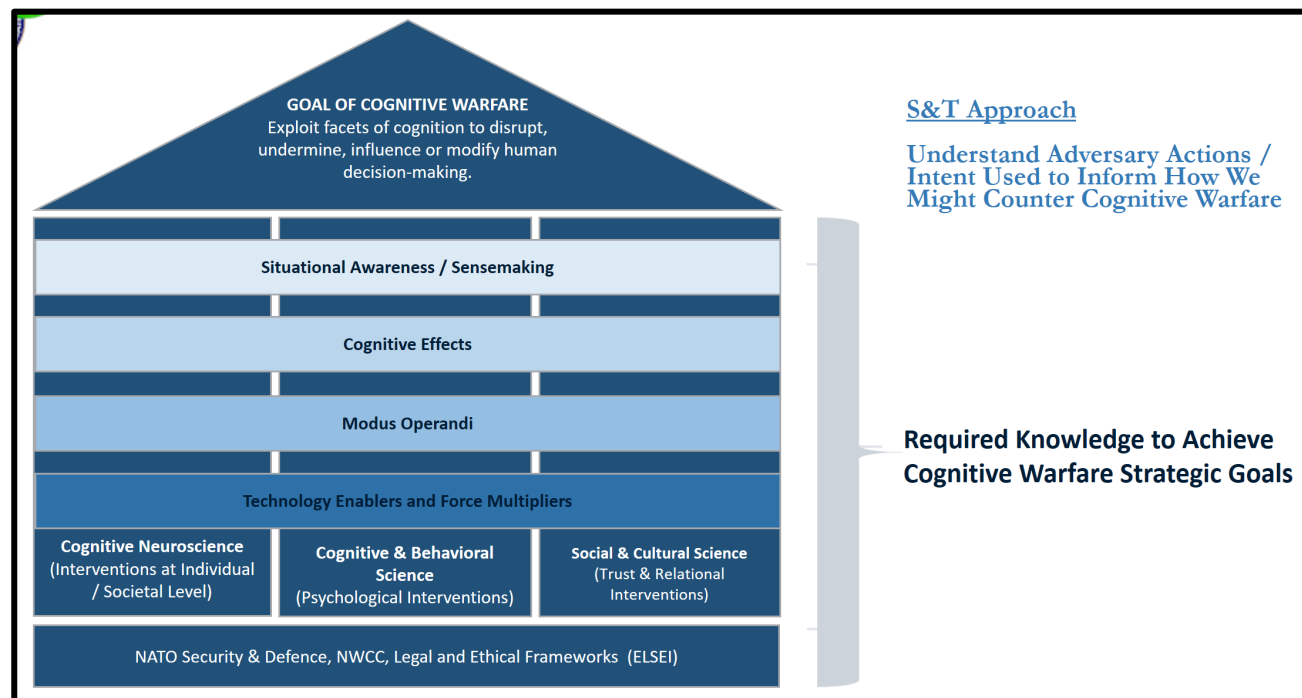 GOAL OF COGNITIVE WARFARE
Exploit facets of cognition to disrupt,
undermine, influence or modify human
decision-making.
S&T Approach
Understand Adversary Actions /
Intent Used to Inform How We
Might Counter Cognitive Warfare
Situational Awareness / Sensemaking
Cognitive Effects
Modus Operandi
Technology Enablers and Force Multipliers
Cognitive Neuroscience
(Interventions at Individual
/ Societal Level)
Cognitive & Behavioral
Science
(Psychological Interventions)
Social & Cultural Science
(Trust & Relational
Interventions)
NATO Security & Defence, NWCC, Legal and Ethical Frameworks (ELSEI)
Required Knowledge to Achieve
Cognitive Warfare Strategic Goals